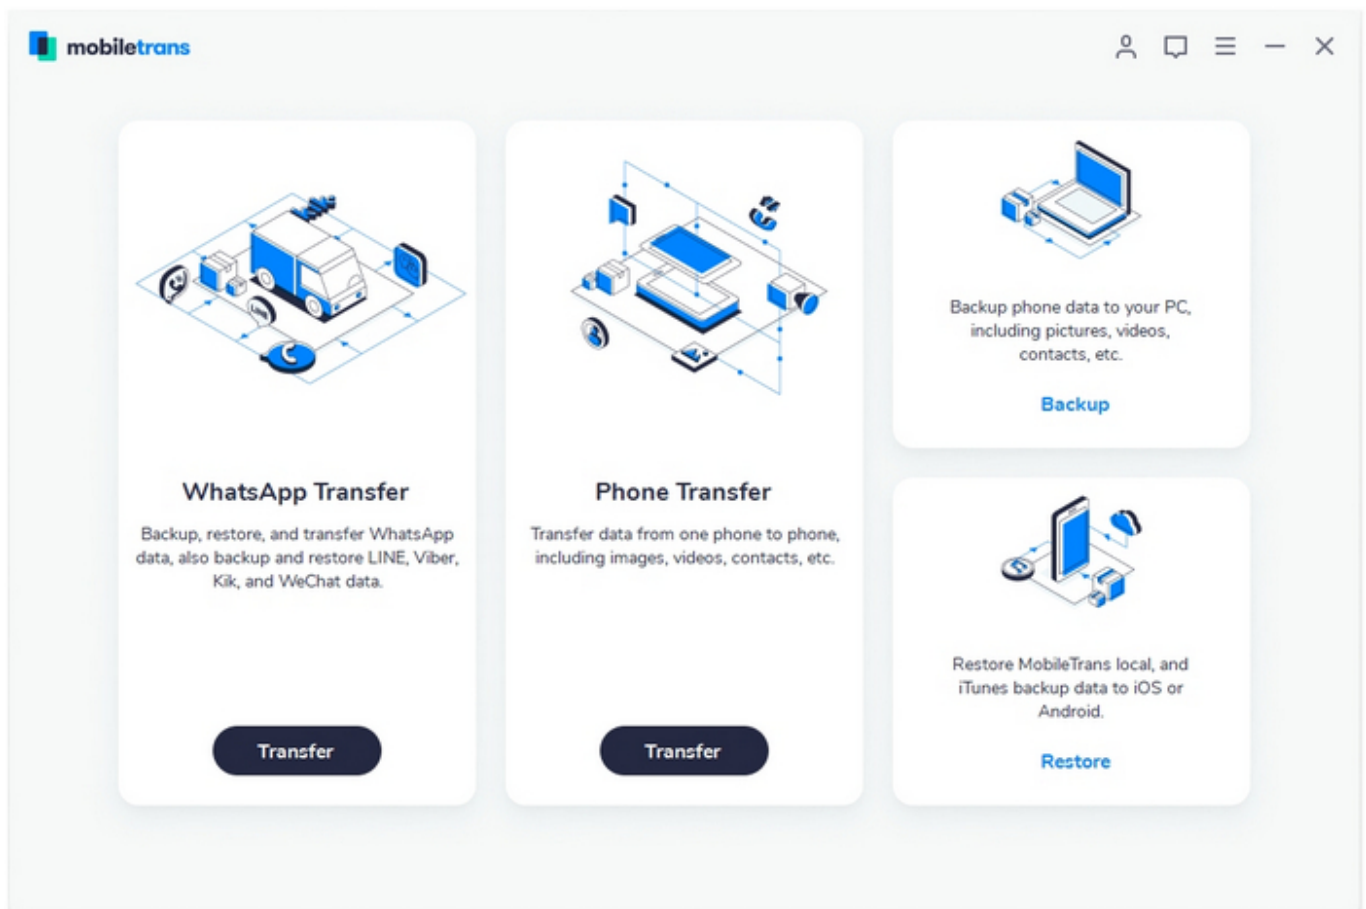 mobiletrans
WhatsApp Transfer
Backup, restore, and transfer WhatsApp
data, also backup and restore LINE, Viber,
Kik, and WeChat data.
Transfer
Phone Transfer
Transfer data from one phone to phone,
including images, videos, contacts, etc.
Transfer
Backup phone data to your PC,
including pictures, videos,
contacts, etc.
Backup
Restore MobileTrans local, and
iTunes backup data to iOS or
Android.
Restore